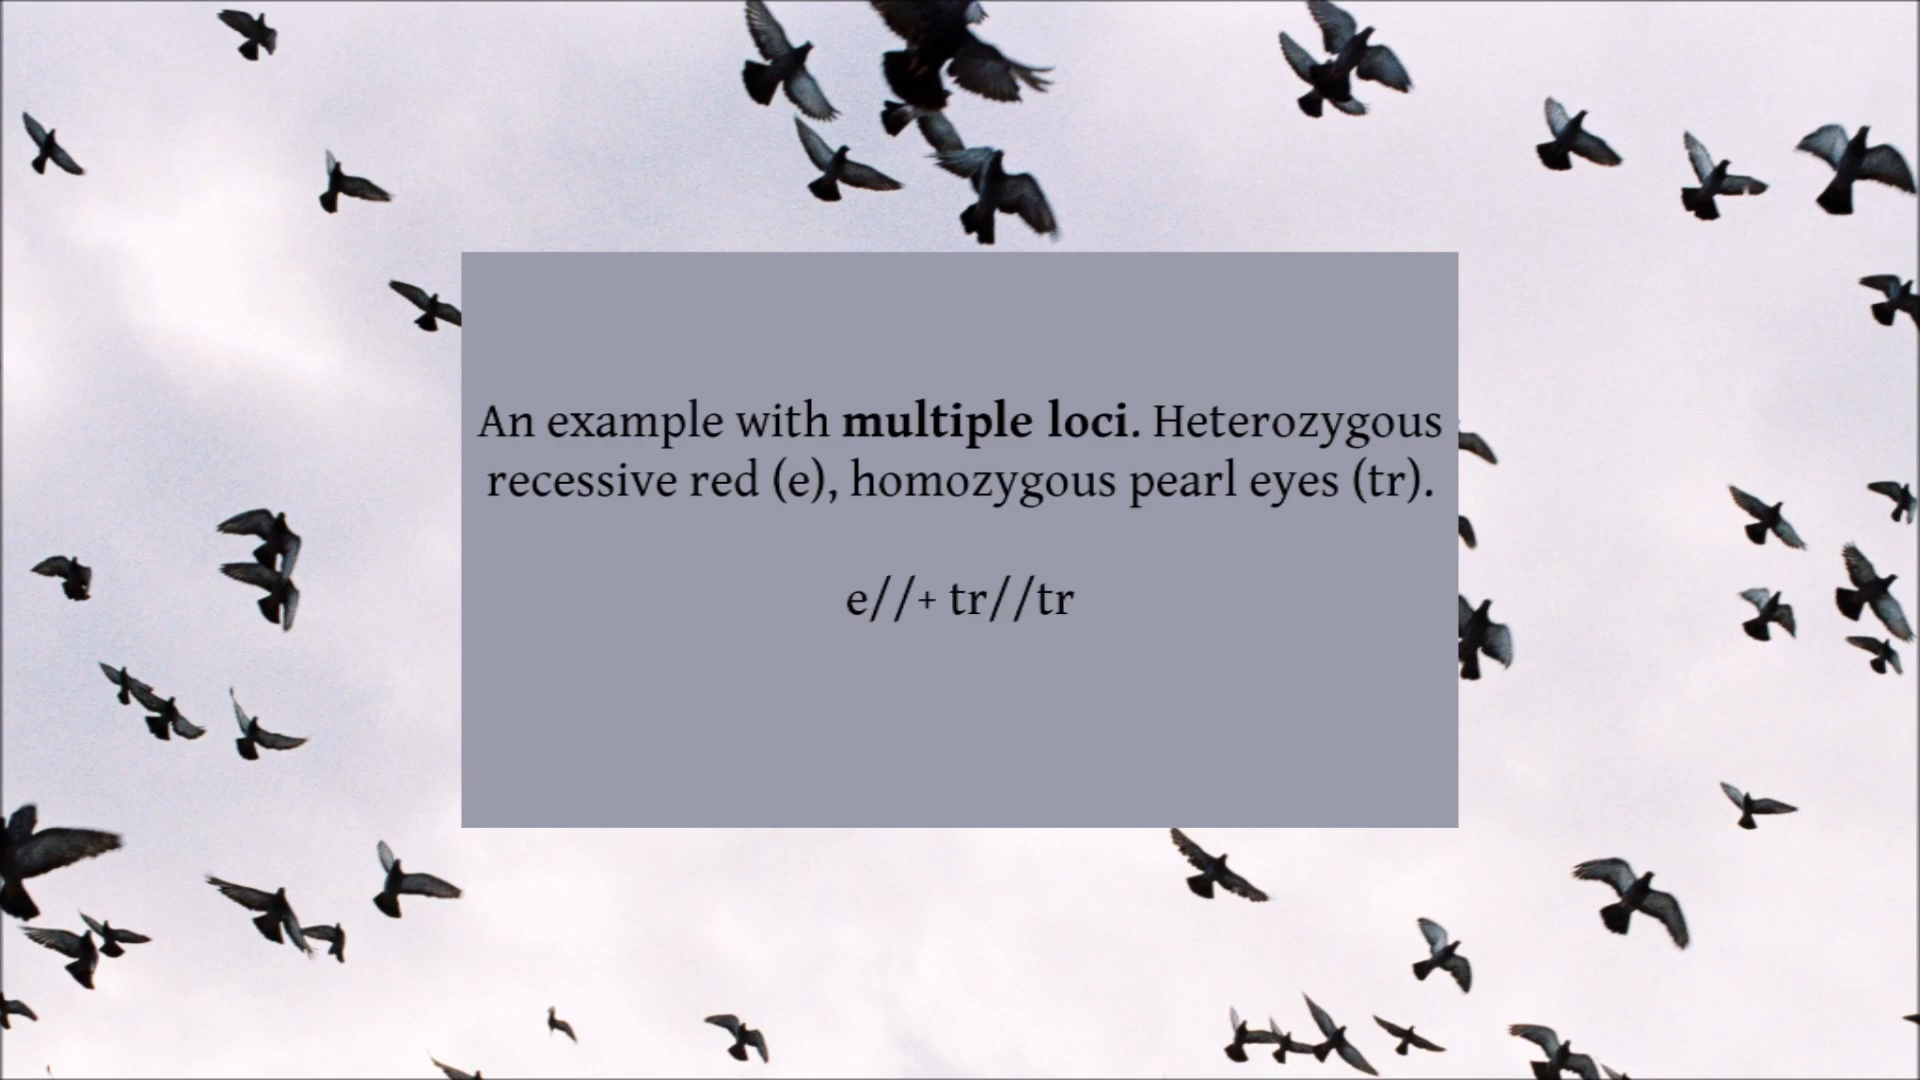 An example with multiple loci. Heterozygous
recessive red (e), homozygous pearl eyes (tr).
e//+ tr//tr